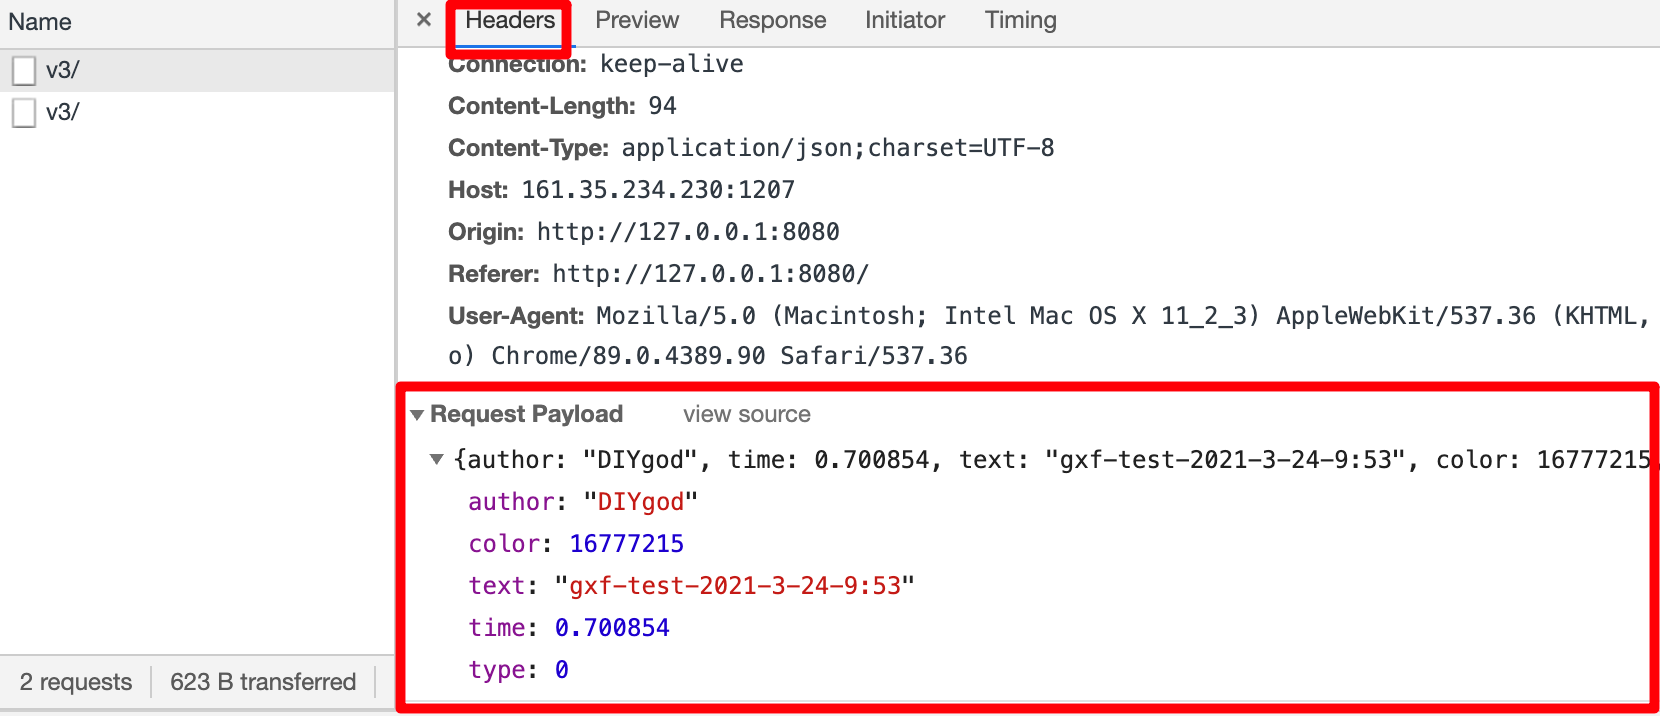 Name
× Headers Preview Response Initiator Timing
v3/
v3/
Connection: keep-alive
Content-Length: 94
Content-Type: application/json;charset=UTF-8
Host: 161.35.234.230:1207
Origin: http://127.0.0.1:8080
Referer: http://127.0.0.1:8080/
User-Agent: Mozilla/5.0 (Macintosh; Intel Mac OS X 11_2_3) AppleWebKit/537.36 (KHTML,
o) Chrome/89.0.4389.90 Safari/537.36
Request Payload view source
{author: "DIYgod", time: 0.700854, text: "gxf-test-2021-3-24-9:53", color: 16777215,
author: "DIYgod"
color: 16777215
text: "gxf-test-2021-3-24-9:53"
time: 0.700854
type: 0
2 requests 623 B transferred